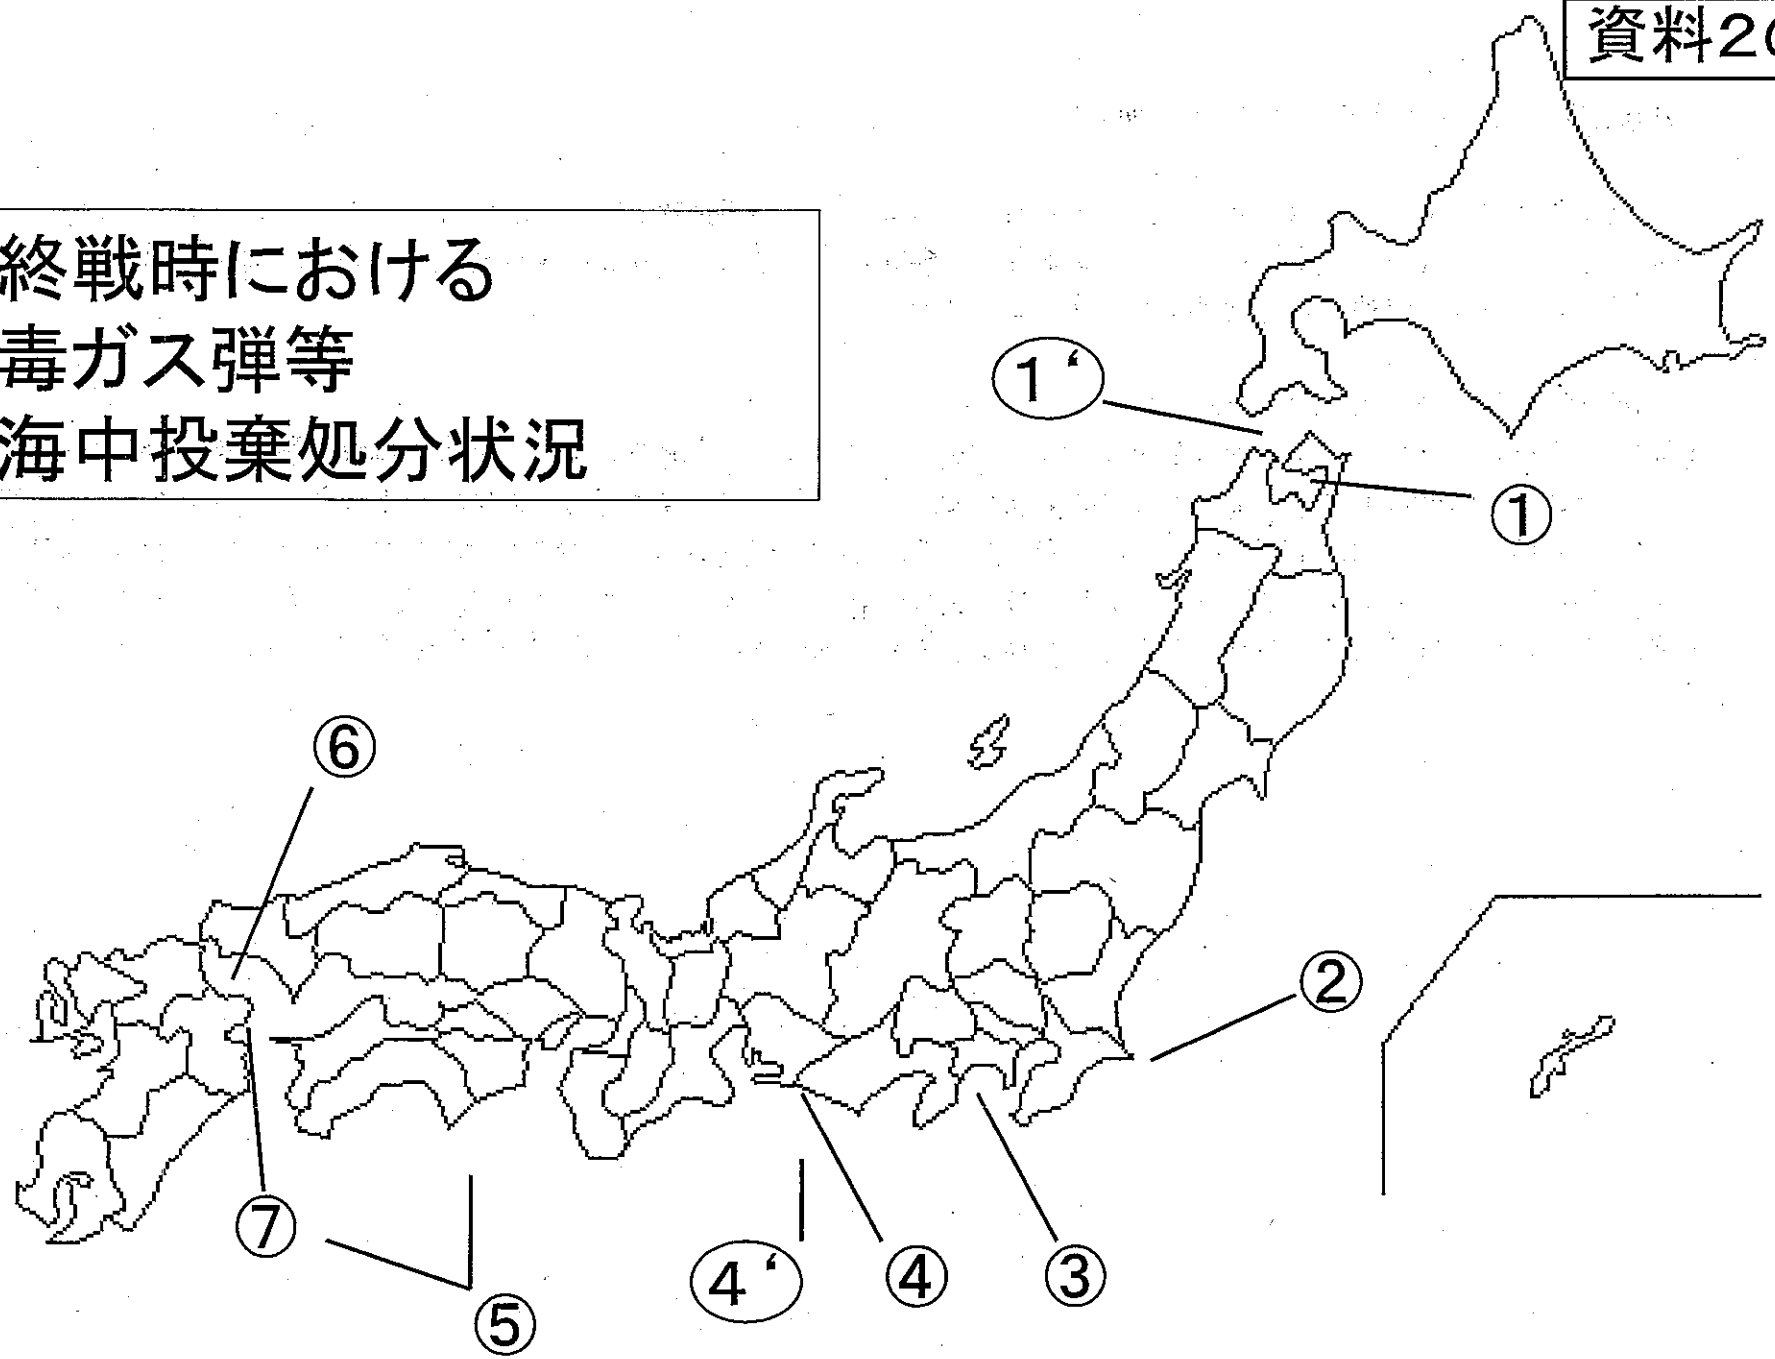 資料2
終戦時における
毒ガス弾等
海中投棄処分状況
1‘
①
⑥
②
⑦
4‘
④
③
⑤